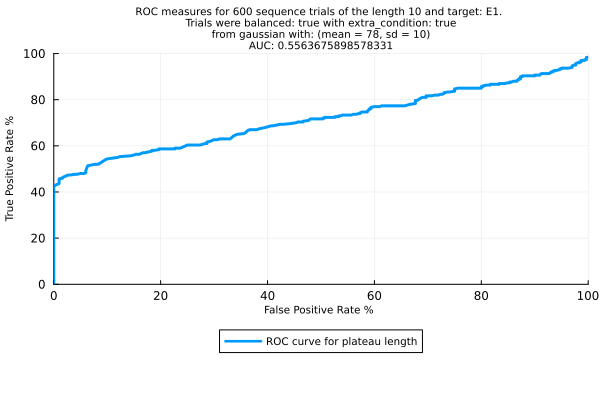 ROC measures for 600 sequence trials of the length 10 and target: E1.
Trials were balanced: true with extra_condition: true
from gaussian with: (mean = 78, sd = 10)
AUC: 0.5563675898578331
100
80
60
40
20
0
True Positive Rate %
0 20 40 60 80 100
False Positive Rate %
ROC curve for plateau length